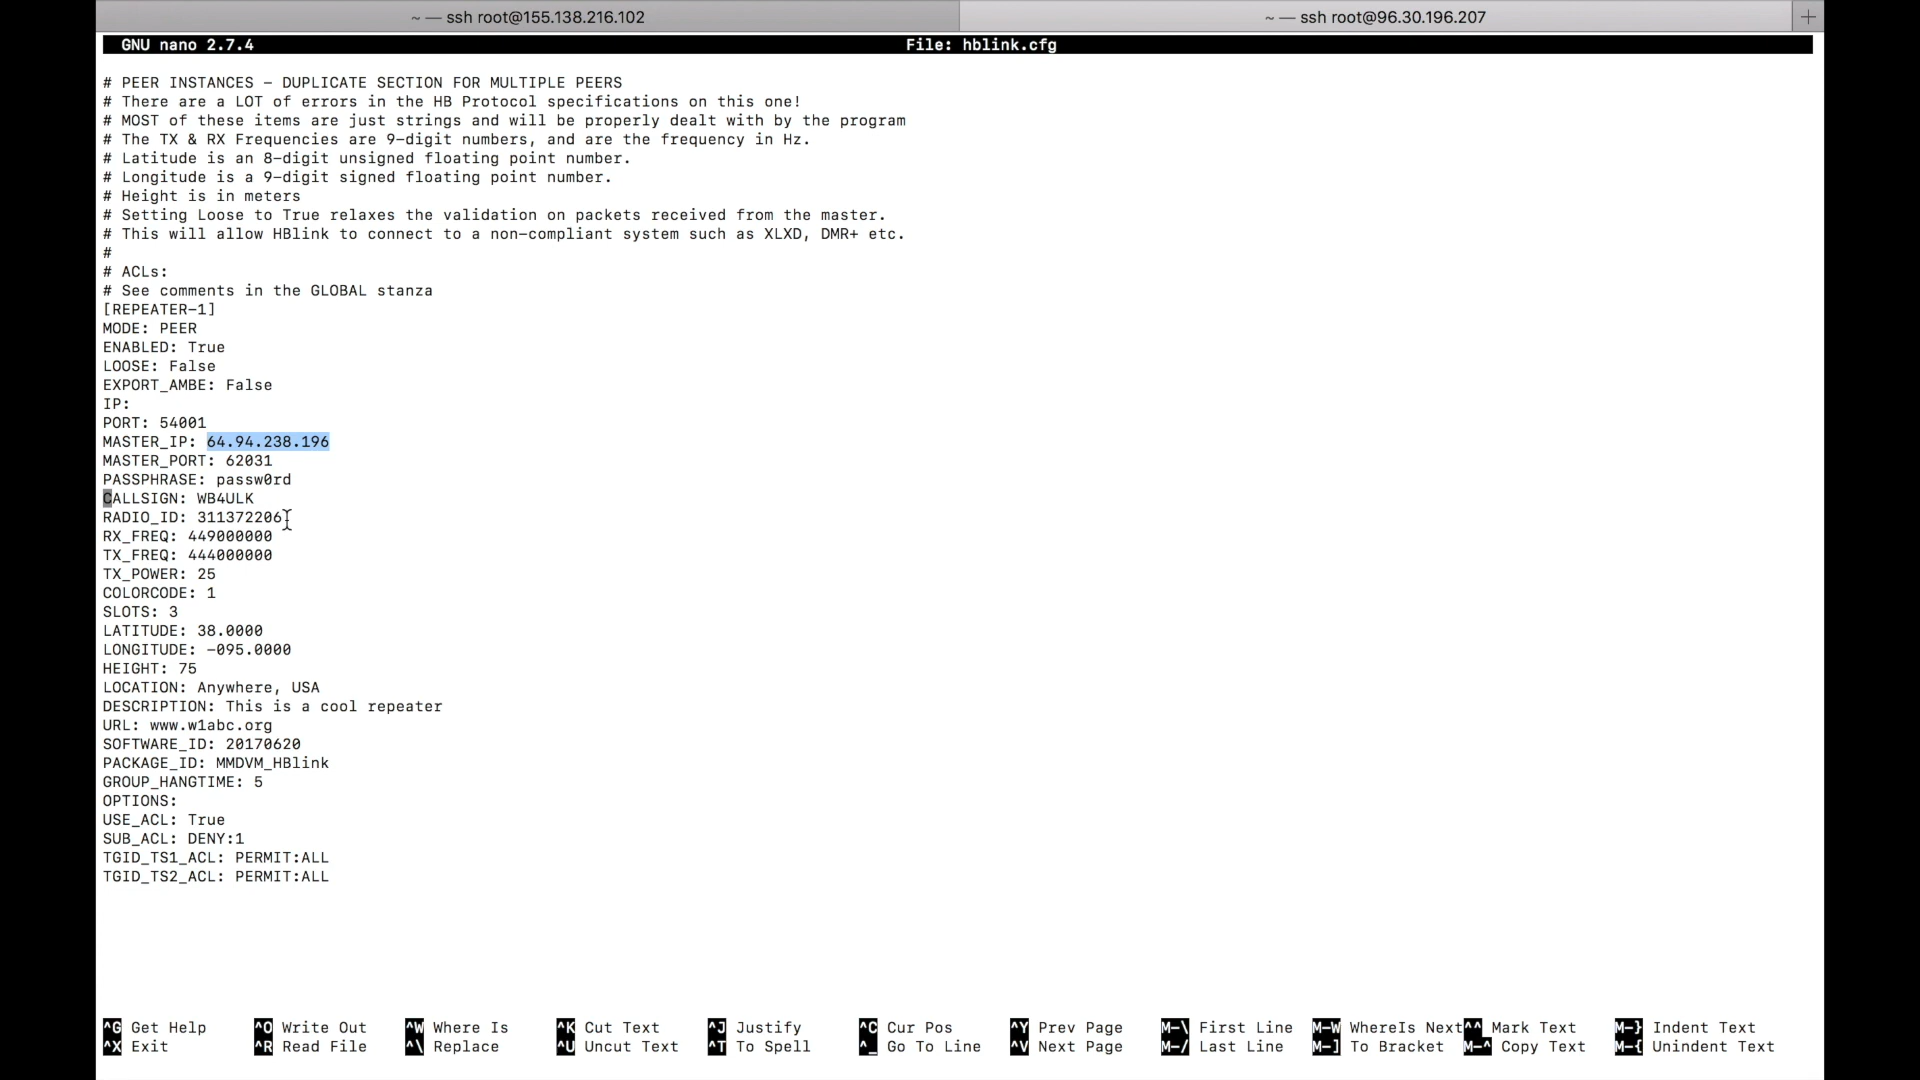 ~ — ssh root@155.138.216.102
~ — ssh root@96.30.196.207
+
GNU nano 2.7.4
File: hblink.cfg
# PEER INSTANCES – DUPLICATE SECTION FOR MULTIPLE PEERS
# There are a LOT of errors in the HB Protocol specifications on this one!
# MOST of these items are just strings and will be properly dealt with by the program
# The TX & RX Frequencies are 9-digit numbers, and are the frequency in Hz.
# Latitude is an 8-digit unsigned floating point number.
# Longitude is a 9-digit signed floating point number.
# Height is in meters
# Setting Loose to True relaxes the validation on packets received from the master.
# This will allow HBlink to connect to a non-compliant system such as XLXD, DMR+ etc.
#
# ACLs:
# See comments in the GLOBAL stanza
[REPEATER-1]
MODE: PEER
ENABLED: True
LOOSE: False
EXPORT_AMBE: False
IP:
PORT: 54001
MASTER_IP: 64.94.238.196
MASTER_PORT: 62031
PASSPHRASE: passw0rd
CALLSIGN: WB4ULK
RADIO_ID: 311372206
RX_FREQ: 449000000
TX_FREQ: 444000000
TX_POWER: 25
COLORCODE: 1
SLOTS: 3
LATITUDE: 38.0000
LONGITUDE: -095.0000
HEIGHT: 75
LOCATION: Anywhere, USA
DESCRIPTION: This is a cool repeater
URL: www.w1abc.org
SOFTWARE_ID: 20170620
PACKAGE_ID: MMDVM_HBlink
GROUP_HANGTIME: 5
OPTIONS:
USE_ACL: True
SUB_ACL: DENY:1
TGID_TS1_ACL: PERMIT:ALL
TGID_TS2_ACL: PERMIT:ALL
^G Get Help ^O Write Out ^W Where Is ^K Cut Text ^J Justify ^C Cur Pos ^Y Prev Page M-\ First Line M-W WhereIs Next ^^ Mark Text M-} Indent Text
^X Exit ^R Read File ^\ Replace ^U Uncut Text ^T To Spell ^_ Go To Line ^V Next Page M-/ Last Line M-] To Bracket M-^ Copy Text M-{ Unindent Text